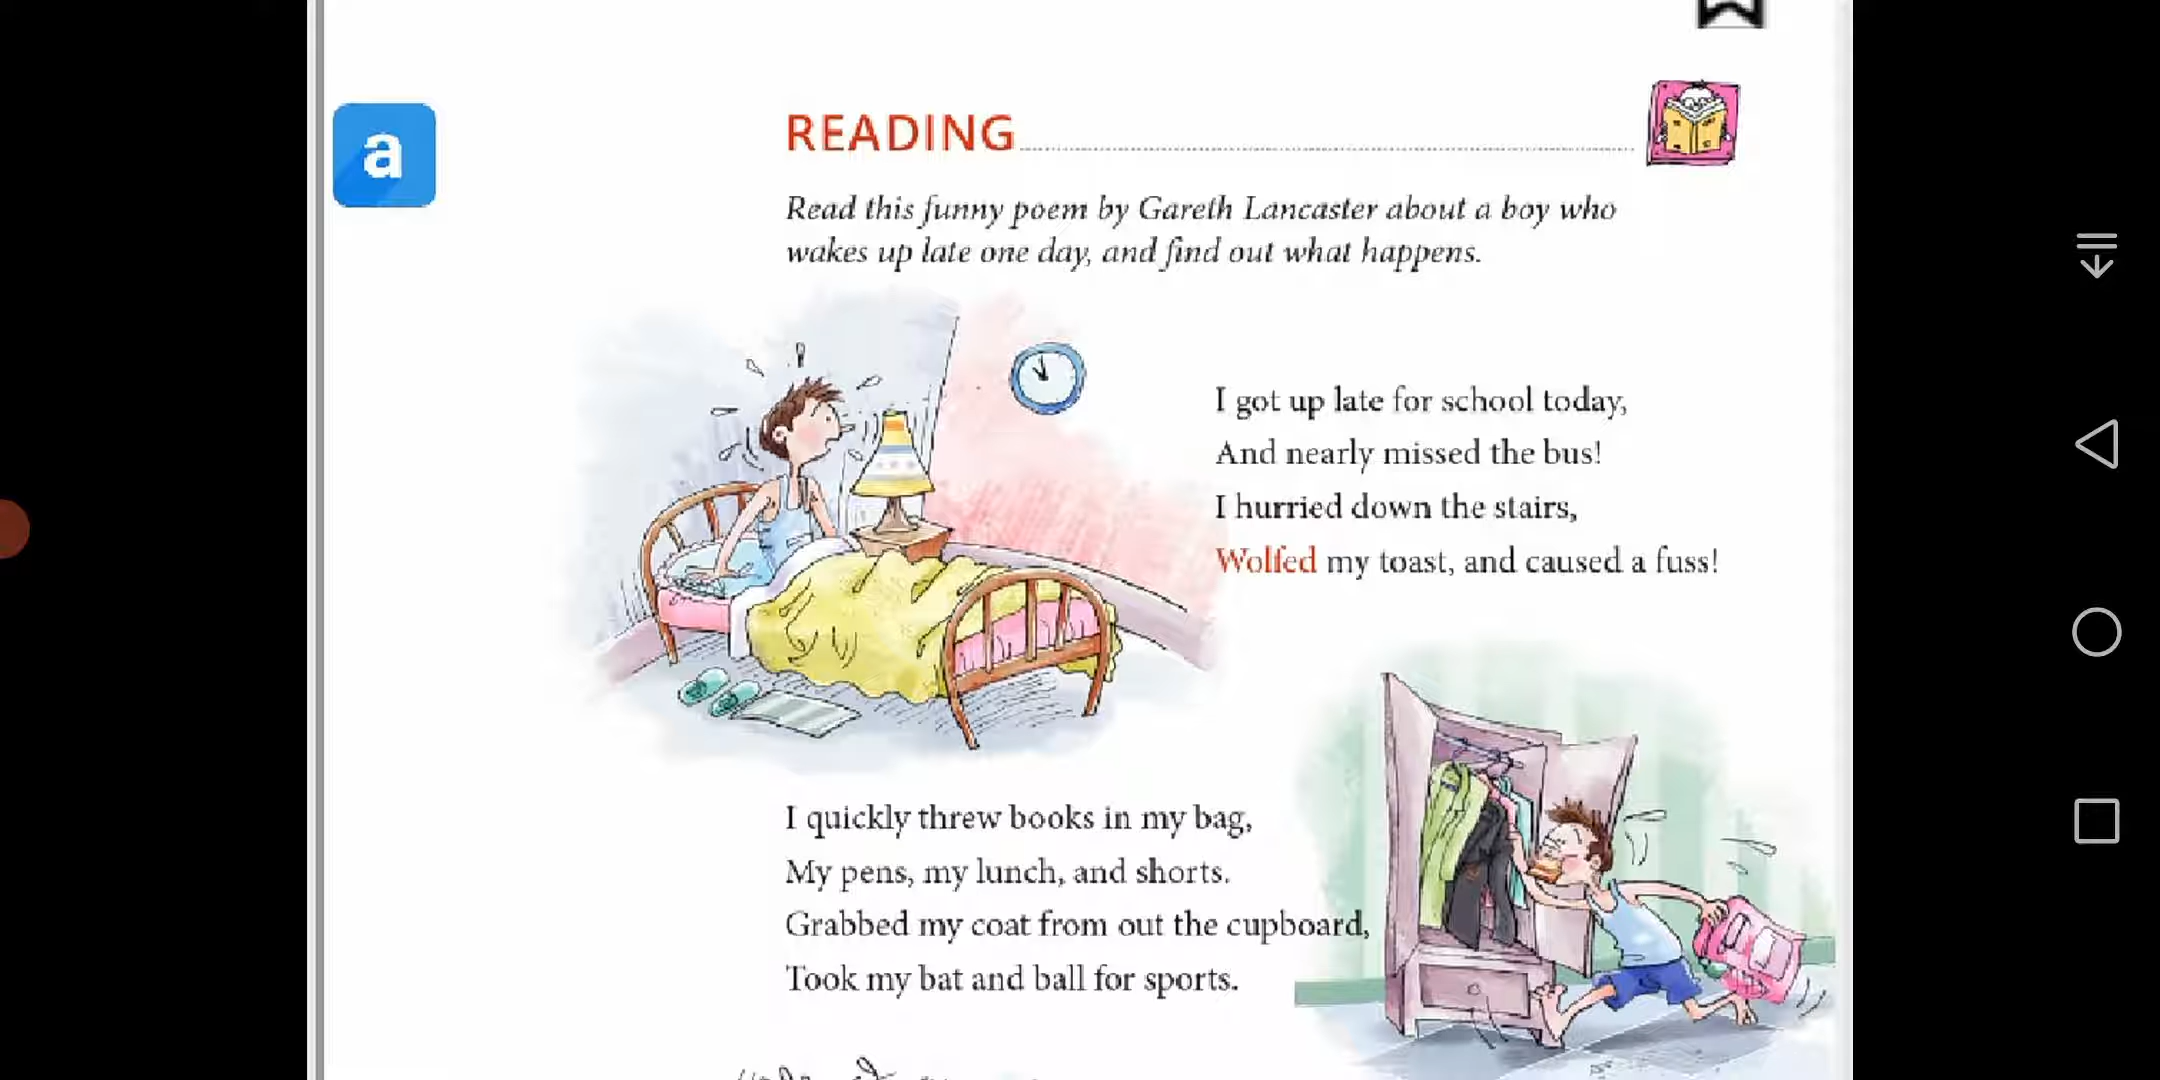 a
READING
Read this funny poem by Gareth Lancaster about a boy who
wakes up late one day, and find out what happens.
I got up late for school today,
And nearly missed the bus!
I hurried down the stairs,
Wolfed my toast, and caused a fuss!
I quickly threw books in my bag,
My pens, my lunch, and shorts.
Grabbed my coat from out the cupboard,
Took my bat and ball for sports.